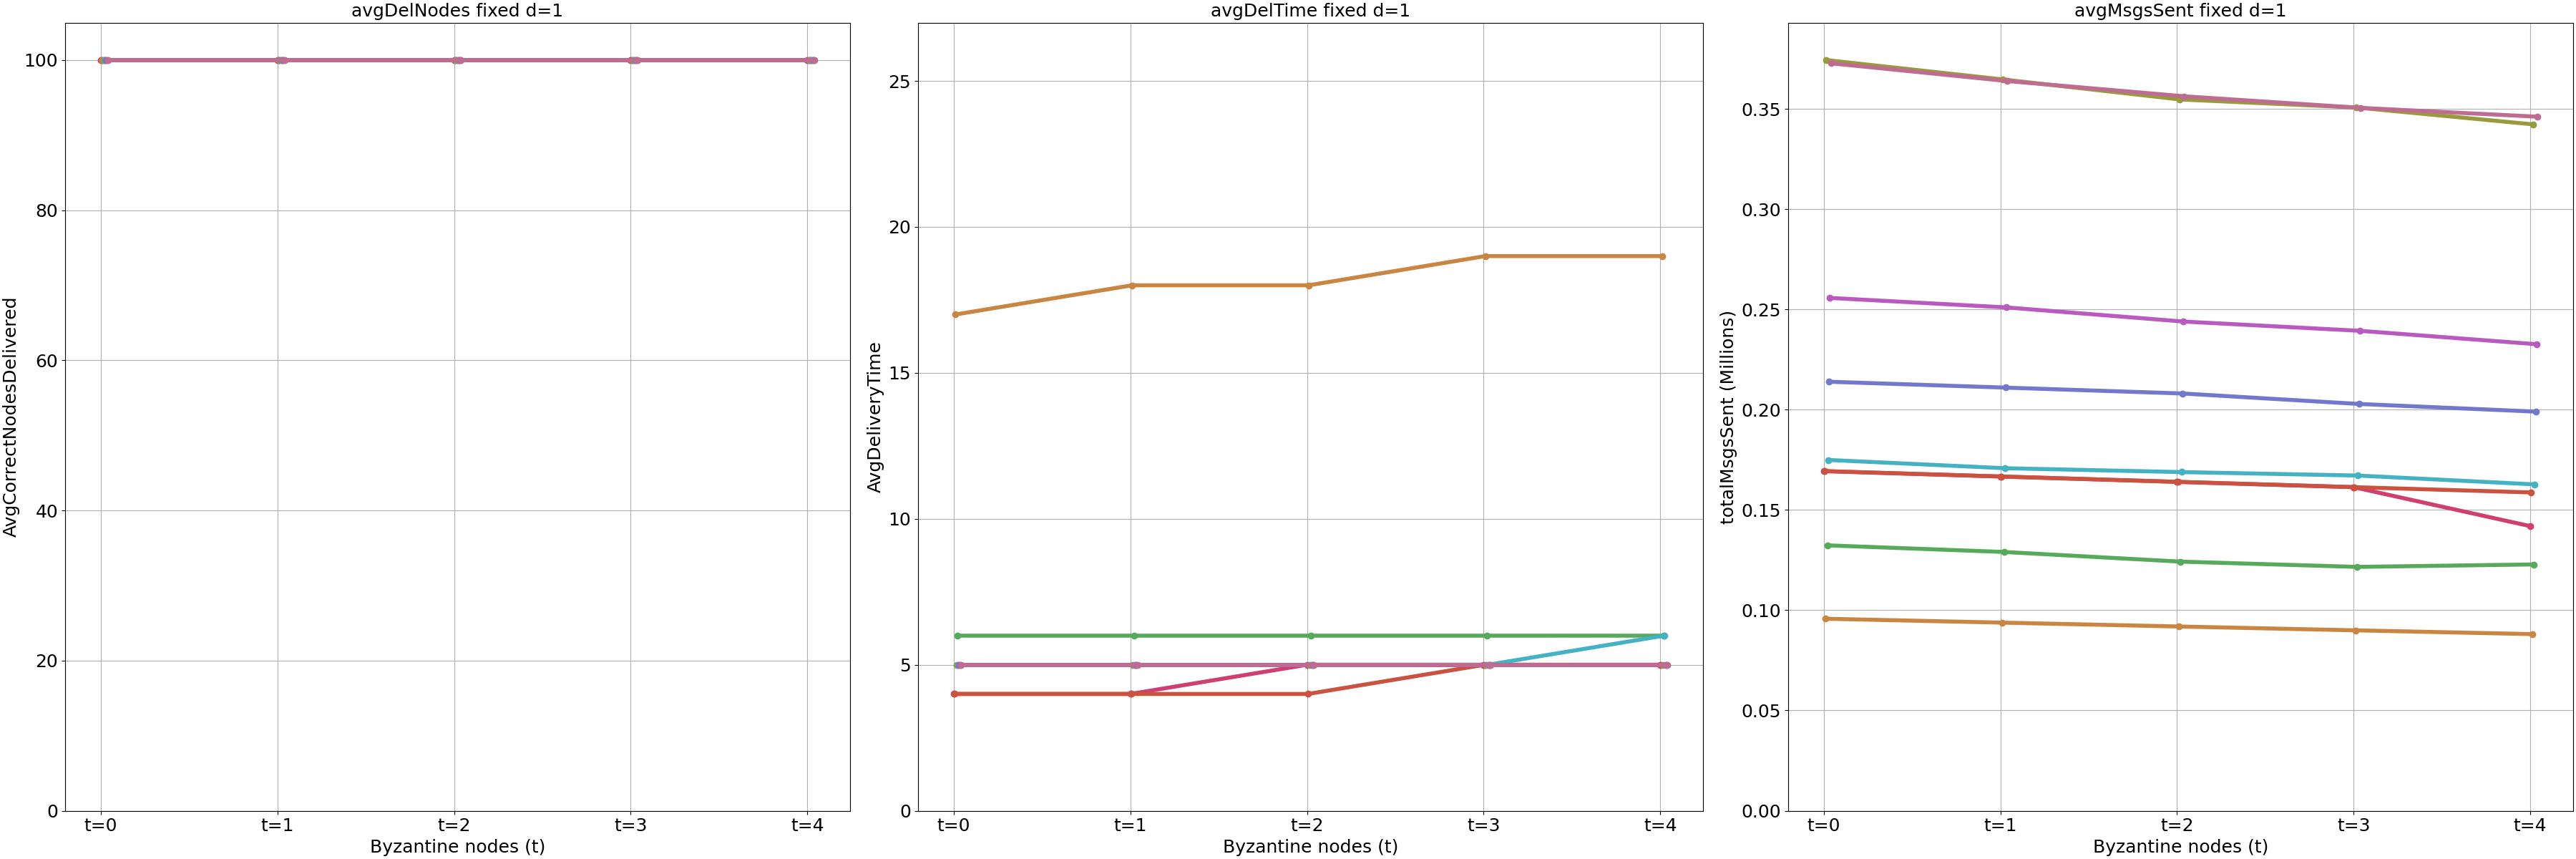 avgDelNodes fixed d=1
AvgCorrectNodesDelivered
100
80
60
40
20
0
t=0 t=1 t=2 t=3 t=4
Byzantine nodes (t)
avgDelTime fixed d=1
AvgDeliveryTime
25
20
15
10
5
0
t=0 t=1 t=2 t=3 t=4
Byzantine nodes (t)
avgMsgsSent fixed d=1
totalMsgsSent (Millions)
0.35
0.30
0.25
0.20
0.15
0.10
0.05
0.00
t=0 t=1 t=2 t=3 t=4
Byzantine nodes (t)